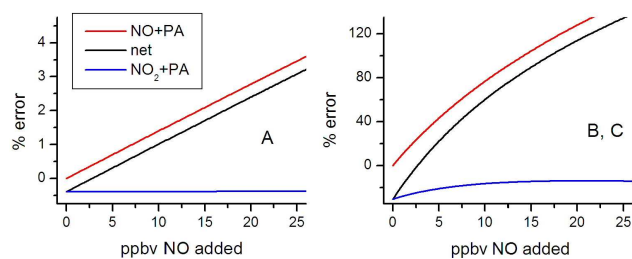 NO+PA
net
NO₂+PA
% error
4
3
2
1
0
A
0 5 10 15 20 25
ppbv NO added
% error
120
80
40
0
B, C
0 5 10 15 20 25
ppbv NO added